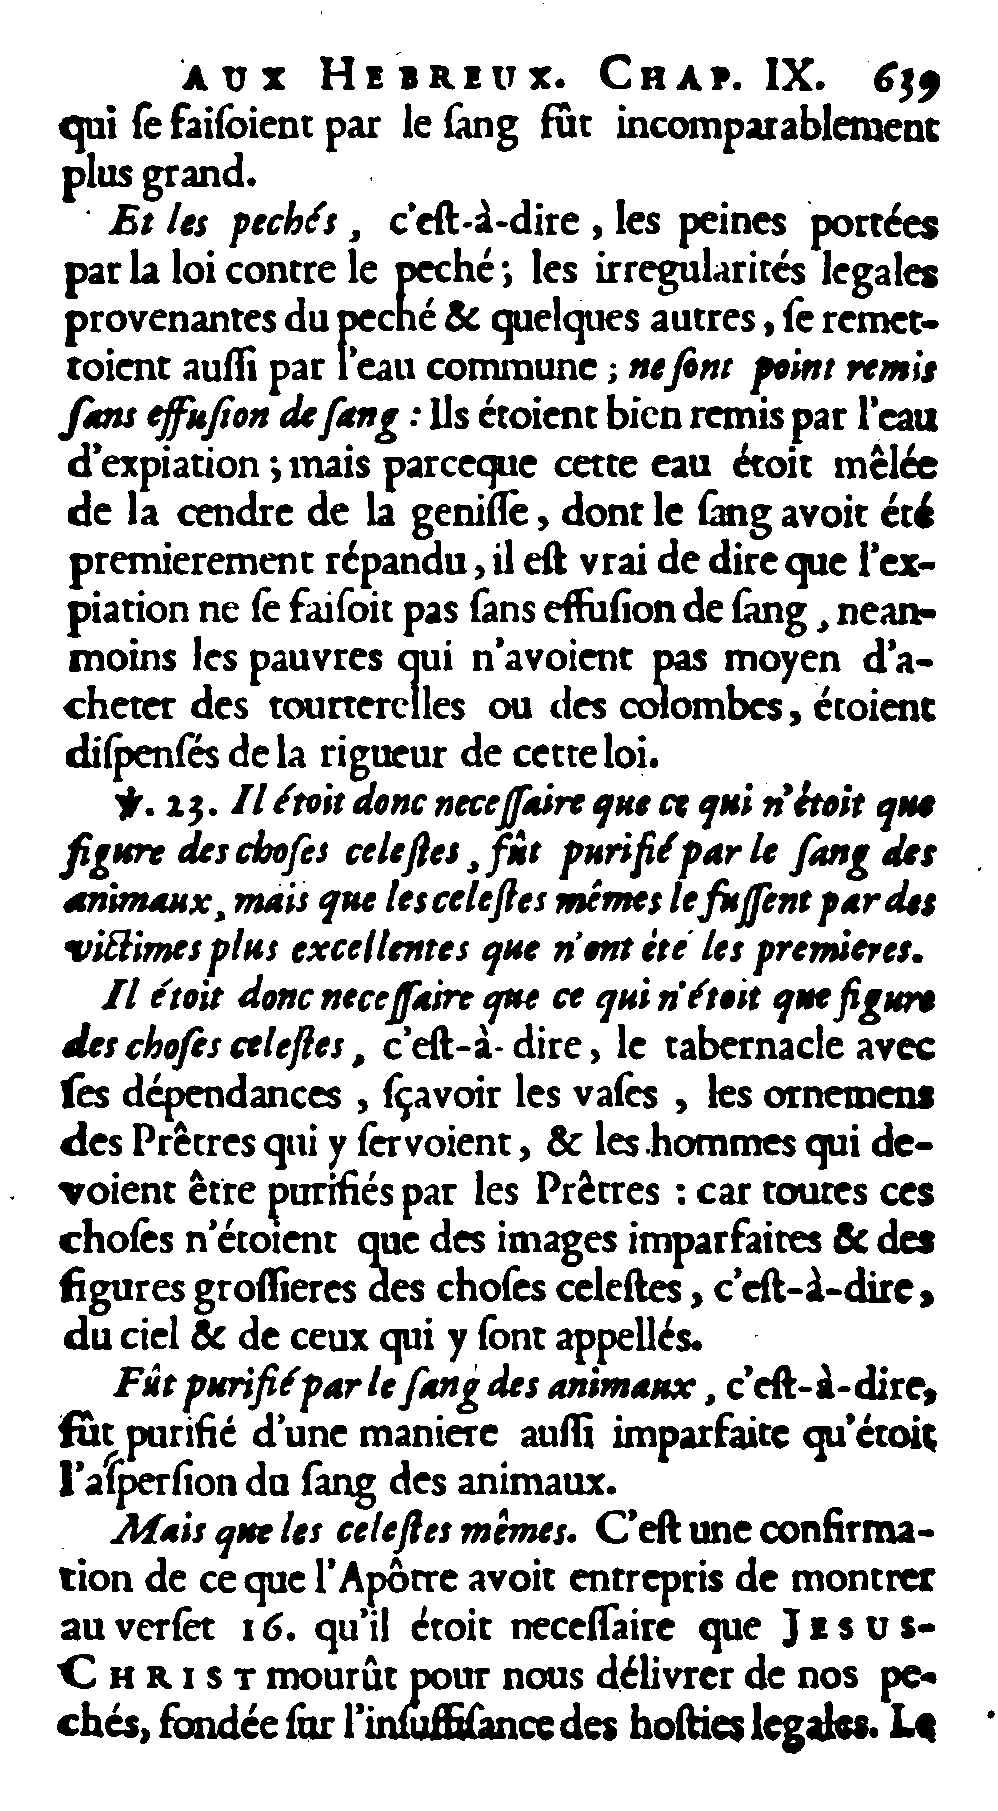 AUX HEBREUX. CHAP. IX. 639
qui ſe faiſoient par le ſang fût incomparablement
plus grand.
Et les pechés, c'eſt-à-dire, les peines portées
par la loi contre le peché; les irregularités legales
provenantes du peché & quelques autres, ſe remet-
toient auſſi par l'eau commune; ne ſont point remis
ſans effuſion de ſang : Ils étoient bien remis par l'eau
d'expiation; mais parceque cette eau étoit mêlée
de la cendre de la geniſſe, dont le ſang avoit été
premierement répandu, il eſt vrai de dire que l'ex-
piation ne ſe faiſoit pas ſans effuſion de ſang, nean-
moins les pauvres qui n'avoient pas moyen d'a-
cheter des tourterelles ou des colombes, étoient
diſpenſés de la rigueur de cette loi.
℣. 23. Il étoit donc neceſſaire que ce qui n'étoit que
figure des choſes celeſtes, fût purifié par le ſang des
animaux, mais que les celeſtes mêmes le fuſſent par des
victimes plus excellentes que n'ont été les premieres.
Il étoit donc neceſſaire que ce qui n'étoit que figure
des choſes celeſtes, c'eſt-à-dire, le tabernacle avec
ſes dépendances, ſçavoir les vaſes, les ornemens
des Prêtres qui y ſervoient, & les hommes qui de-
voient être purifiés par les Prêtres : car toutes ces
choſes n'étoient que des images imparfaites & des
figures groſſieres des choſes celeſtes, c'eſt-à-dire,
du ciel & de ceux qui y ſont appellés.
Fût purifié par le ſang des animaux, c'eſt-à-dire,
fût purifié d'une maniere auſſi imparfaite qu'étoit
l'aſperſion du ſang des animaux.
Mais que les celeſtes mêmes. C'eſt une confirma-
tion de ce que l'Apôtre avoit entrepris de montrer
au verſet 16. qu'il étoit neceſſaire que JESUS-
CHRIST mourût pour nous délivrer de nos pe-
chés, fondée ſur l'inſuffiſance des hoſties legales. Le